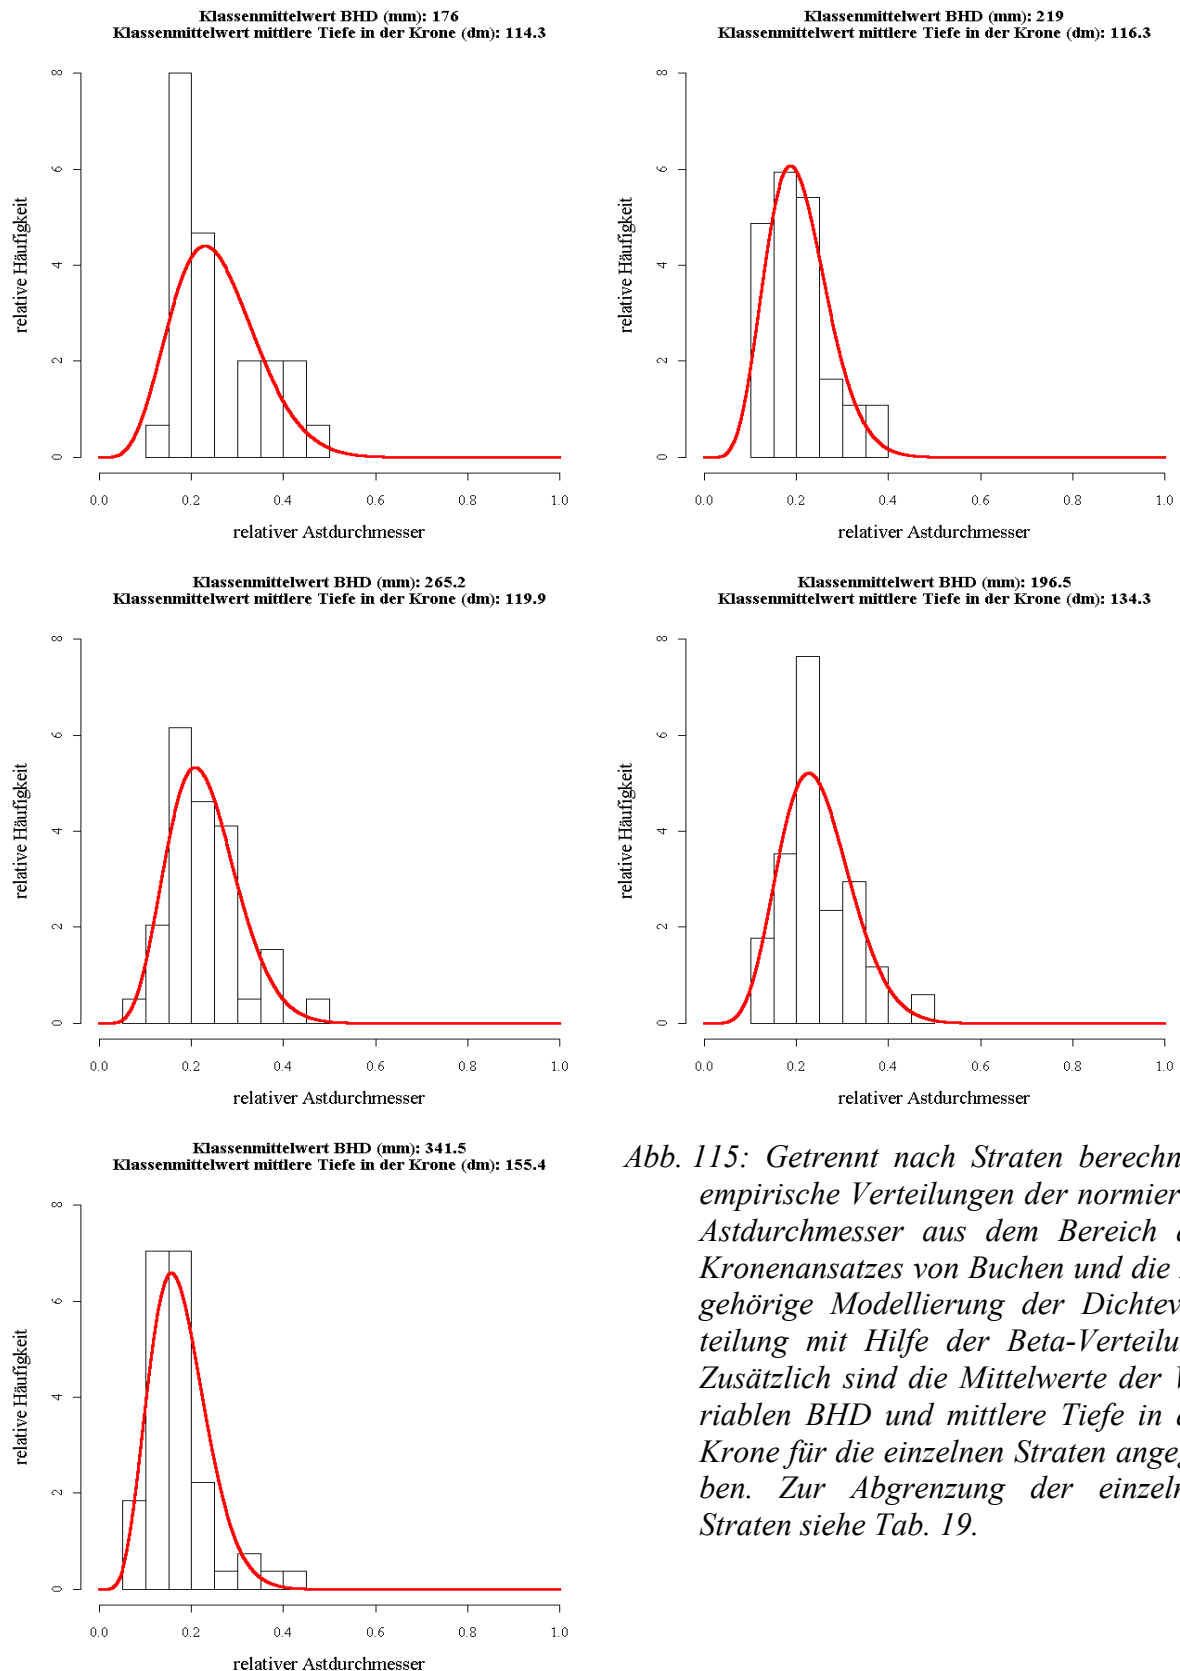 Klassenmittelwert BHD (mm): 176
Klassenmittelwert mittlere Tiefe in der Krone (dm): 114.3
relative Häufigkeit
0 2 4 6 8
0.0 0.2 0.4 0.6 0.8 1.0
relativer Astdurchmesser
Klassenmittelwert BHD (mm): 219
Klassenmittelwert mittlere Tiefe in der Krone (dm): 116.3
relative Häufigkeit
0 2 4 6 8
0.0 0.2 0.4 0.6 0.8 1.0
relativer Astdurchmesser
Klassenmittelwert BHD (mm): 265.2
Klassenmittelwert mittlere Tiefe in der Krone (dm): 119.9
relative Häufigkeit
0 2 4 6 8
0.0 0.2 0.4 0.6 0.8 1.0
relativer Astdurchmesser
Klassenmittelwert BHD (mm): 196.5
Klassenmittelwert mittlere Tiefe in der Krone (dm): 134.3
relative Häufigkeit
0 2 4 6 8
0.0 0.2 0.4 0.6 0.8 1.0
relativer Astdurchmesser
Klassenmittelwert BHD (mm): 341.5
Klassenmittelwert mittlere Tiefe in der Krone (dm): 155.4
relative Häufigkeit
0 2 4 6 8
0.0 0.2 0.4 0.6 0.8 1.0
relativer Astdurchmesser
Abb. 115: Getrennt nach Straten berechn
empirische Verteilungen der normier
Astdurchmesser aus dem Bereich
Kronenansatzes von Buchen und die
gehörige Modellierung der Dichtev
teilung mit Hilfe der Beta-Verteilu
Zusätzlich sind die Mittelwerte der
riablen BHD und mittlere Tiefe in
Krone für die einzelnen Straten ange
ben. Zur Abgrenzung der einzeln
Straten siehe Tab. 19.